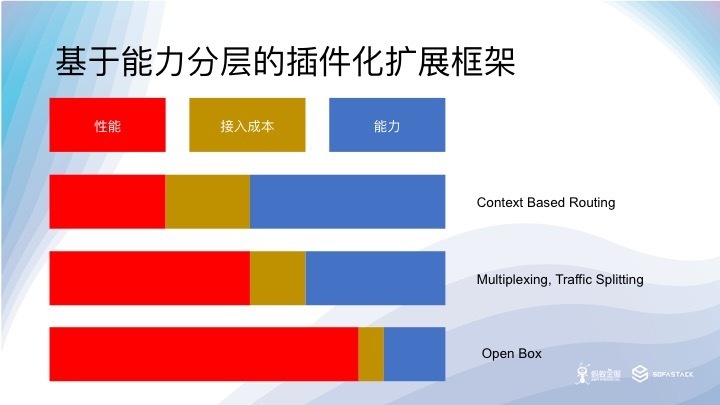 基于能力分层的插件化扩展框架
性能
接入成本
能力
Context Based Routing
Multiplexing, Traffic Splitting
Open Box
蚂蚁金服
SOFASTACK